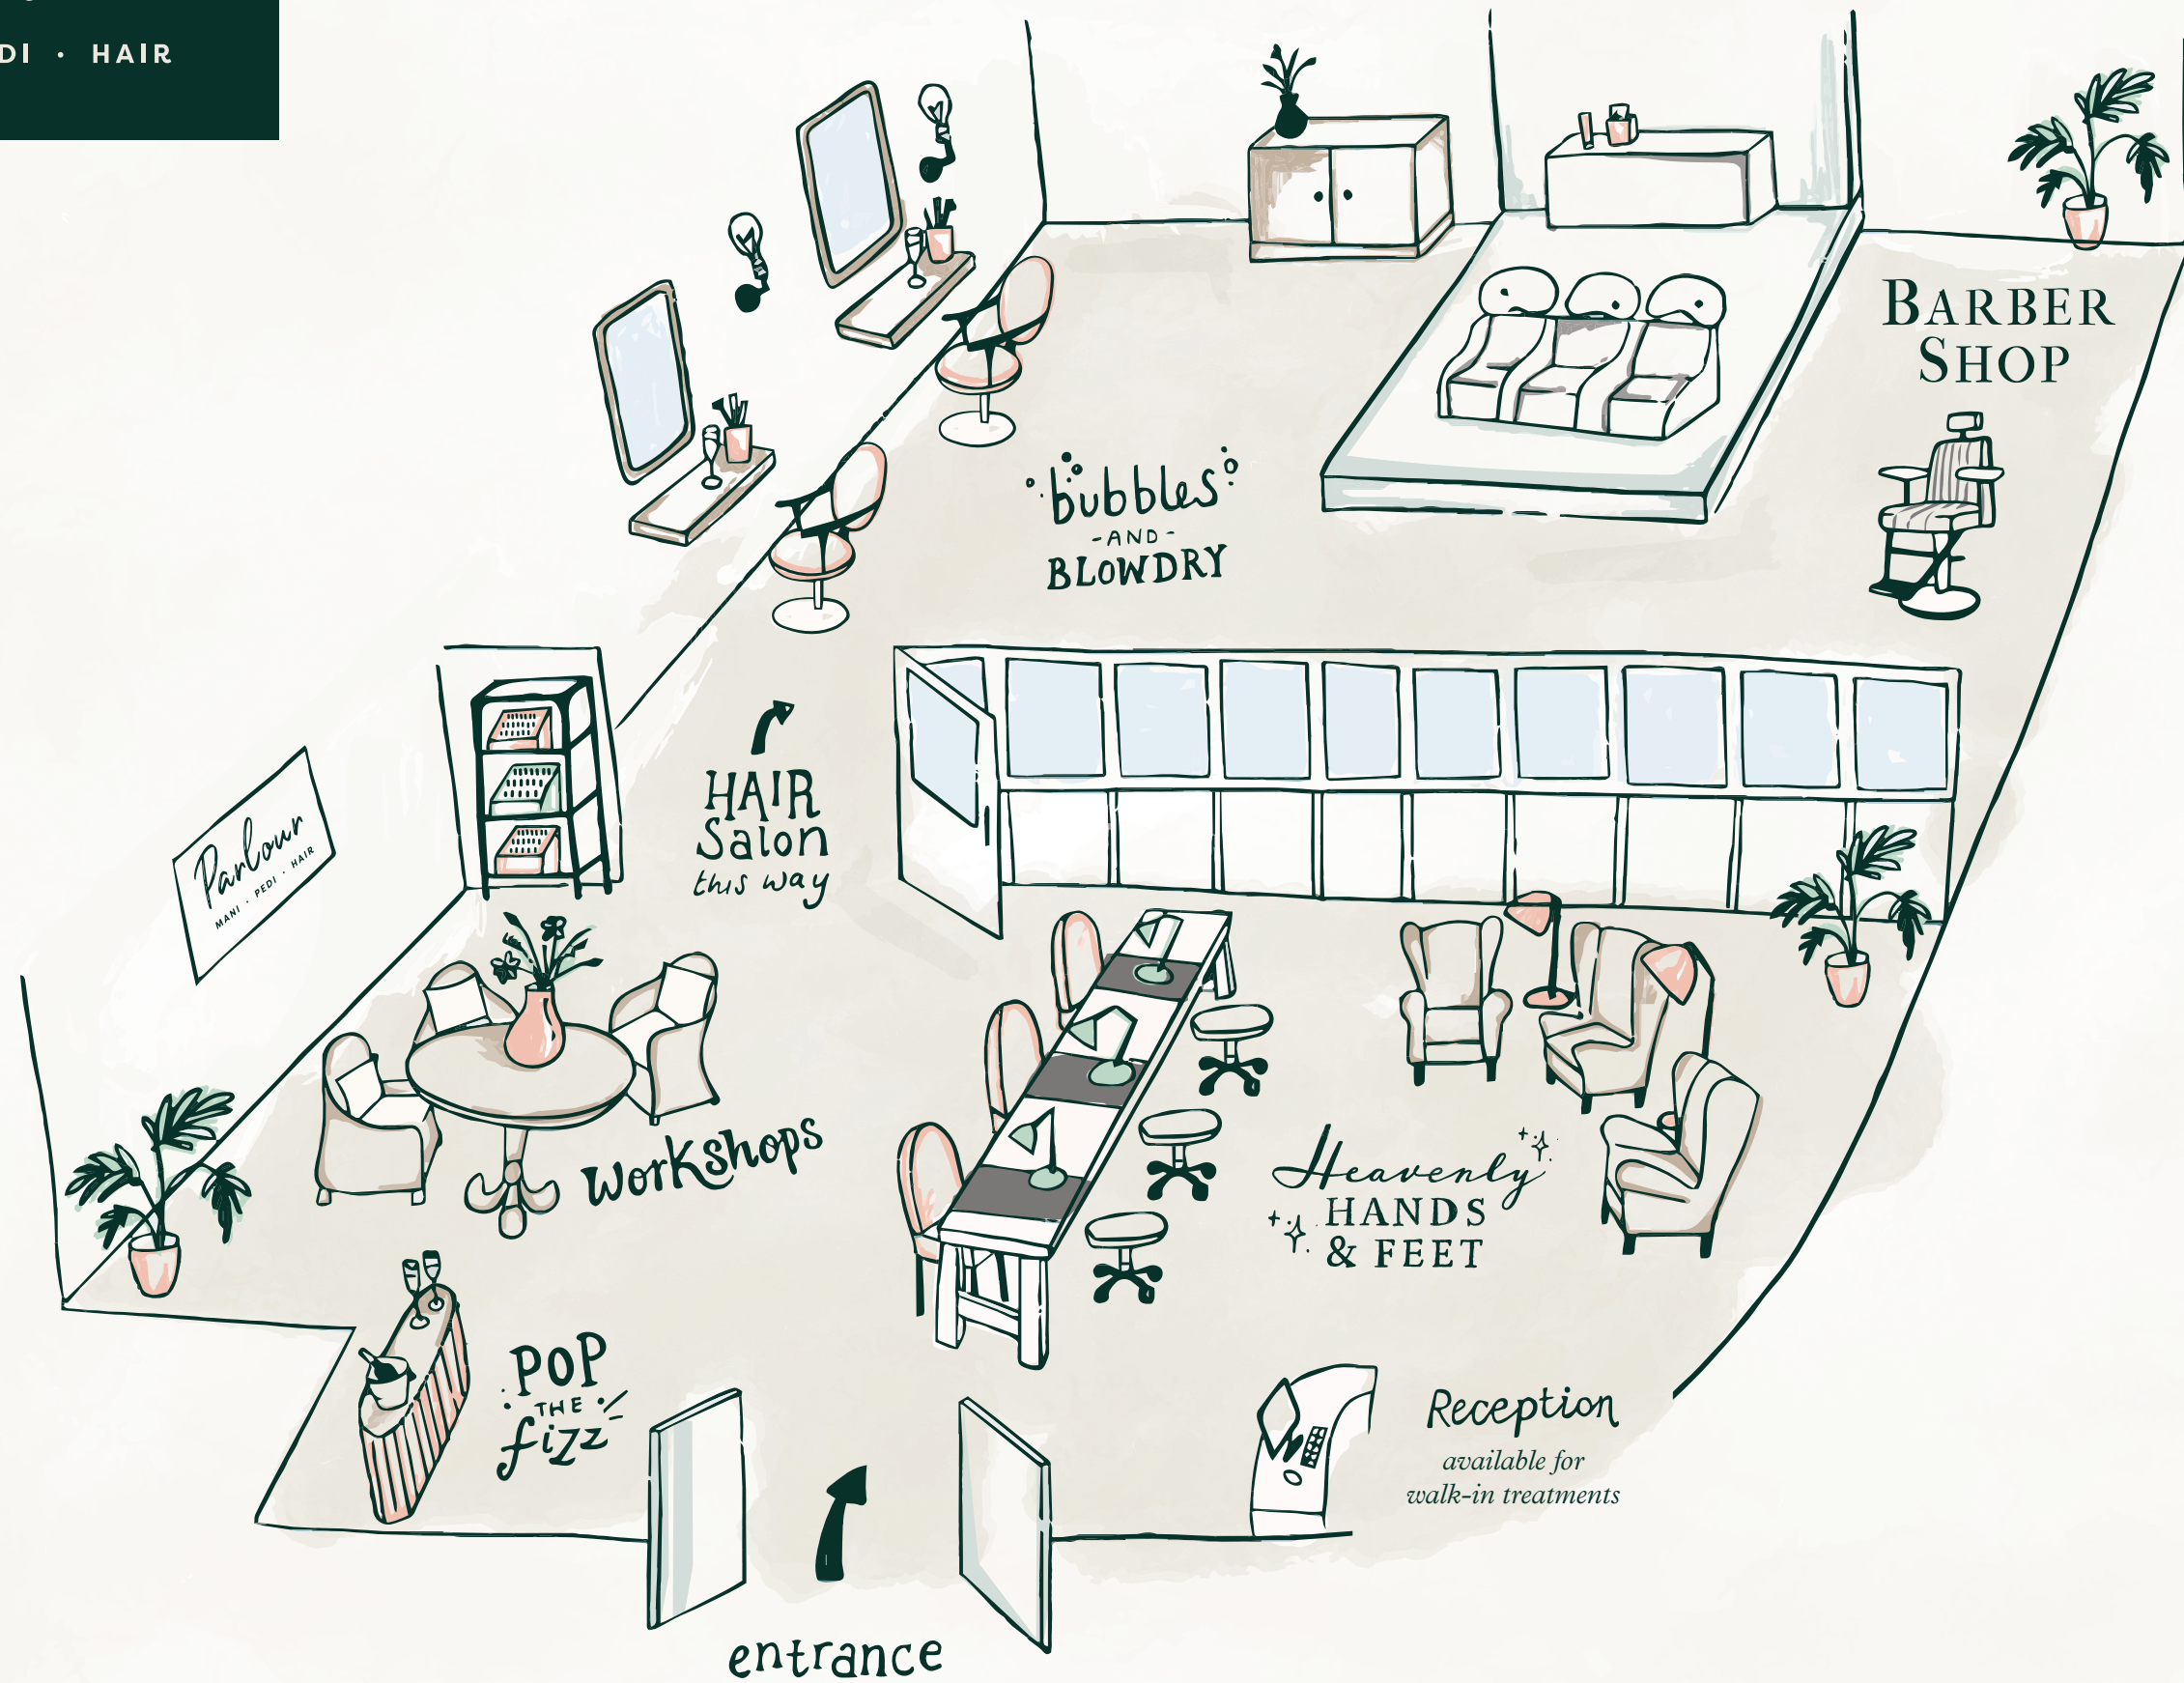 DI · HAIR
BARBER
SHOP
bubbles
-AND-
BLOWDRY
HAIR
Salon
this way
Parlour
MANI · PEDI · HAIR
Workshops
Heavenly
HANDS
& FEET
POP
THE
fizz
Reception
available for
walk-in treatments
entrance